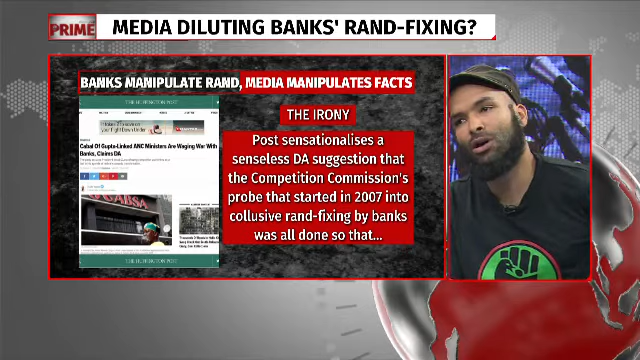 PRIME
MEDIA DILUTING BANKS' RAND-FIXING?
BANKS MANIPULATE RAND, MEDIA MANIPULATES FACTS
THE HUFFINGTON POST
Cabal Of Gupta-Linked ANC Ministers Are Waging War With
Banks, Claims DA
ABSA
THE HUFFINGTON POST
THE IRONY
Post sensationalises a
senseless DA suggestion that
the Competition Commission's
probe that started in 2007 into
collusive rand-fixing by banks
was all done so that...